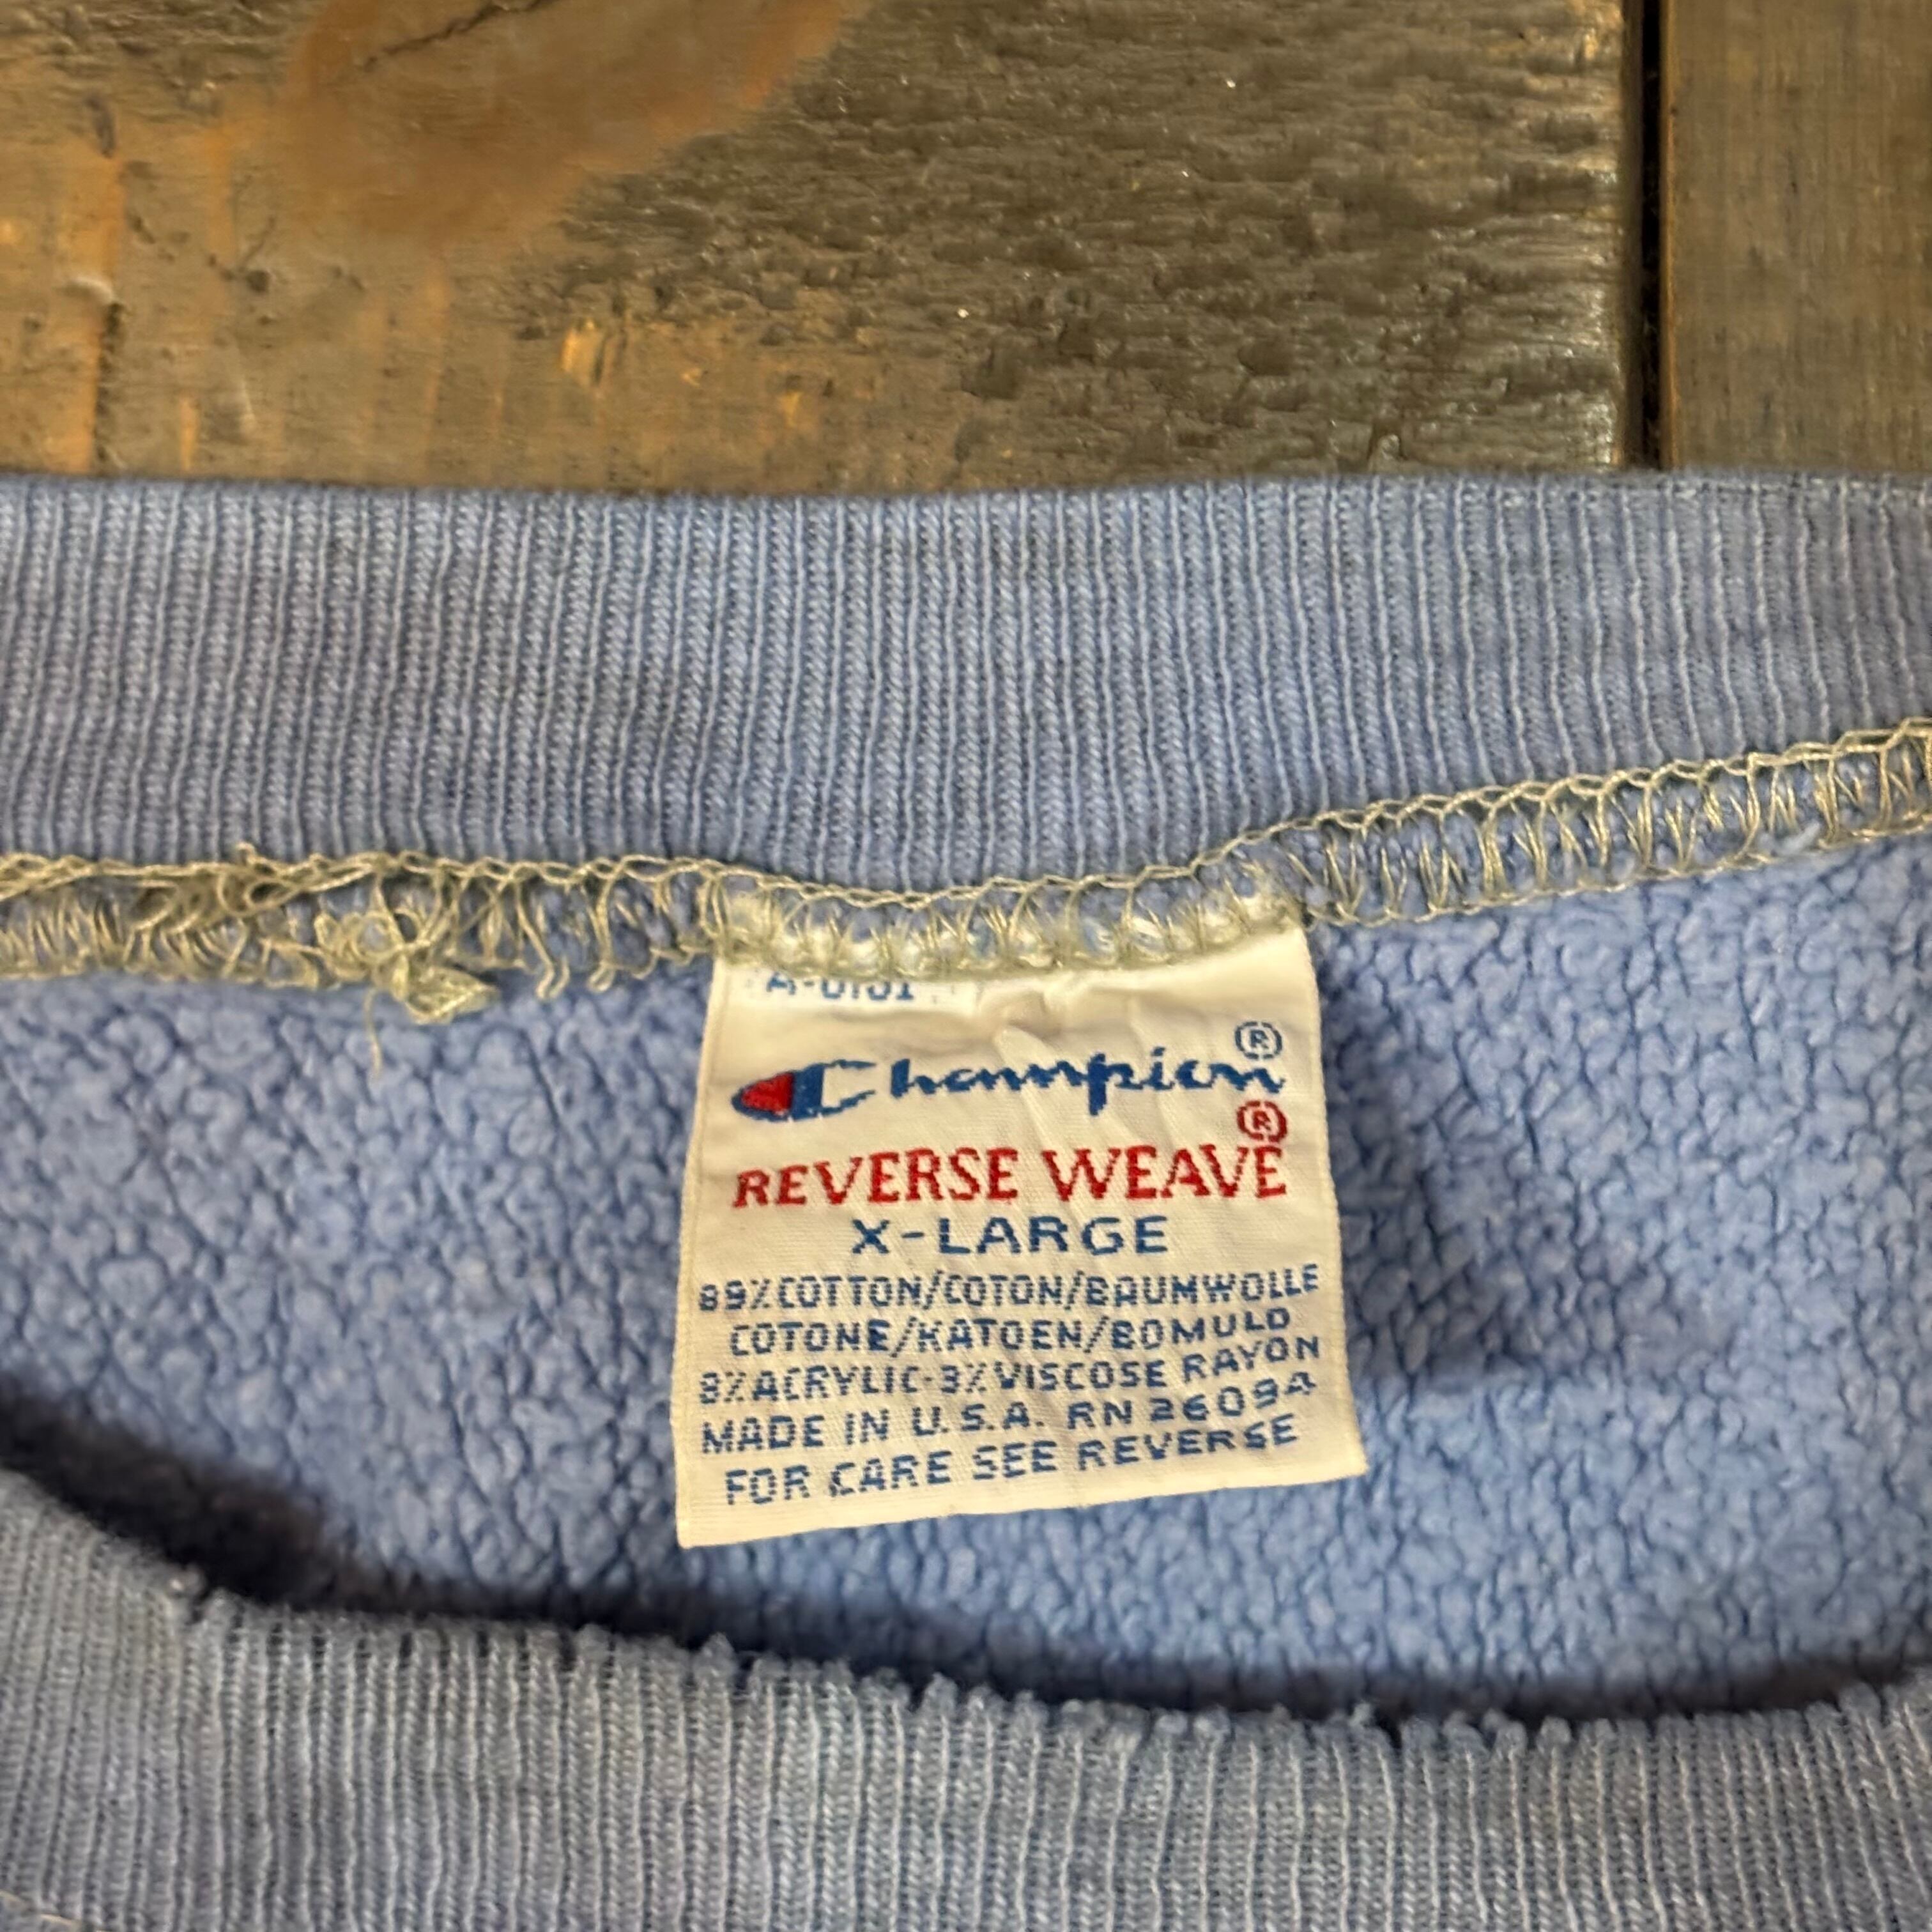 Champion®
REVERSE WEAVE®
X-LARGE
89%COTTON/COTON/BAUMWOLLE
COTONE/KATOEN/BOMULD
8%ACRYLIC-3%VISCOSE RAYON
MADE IN U.S.A. RN 26094
FOR CARE SEE REVERSE